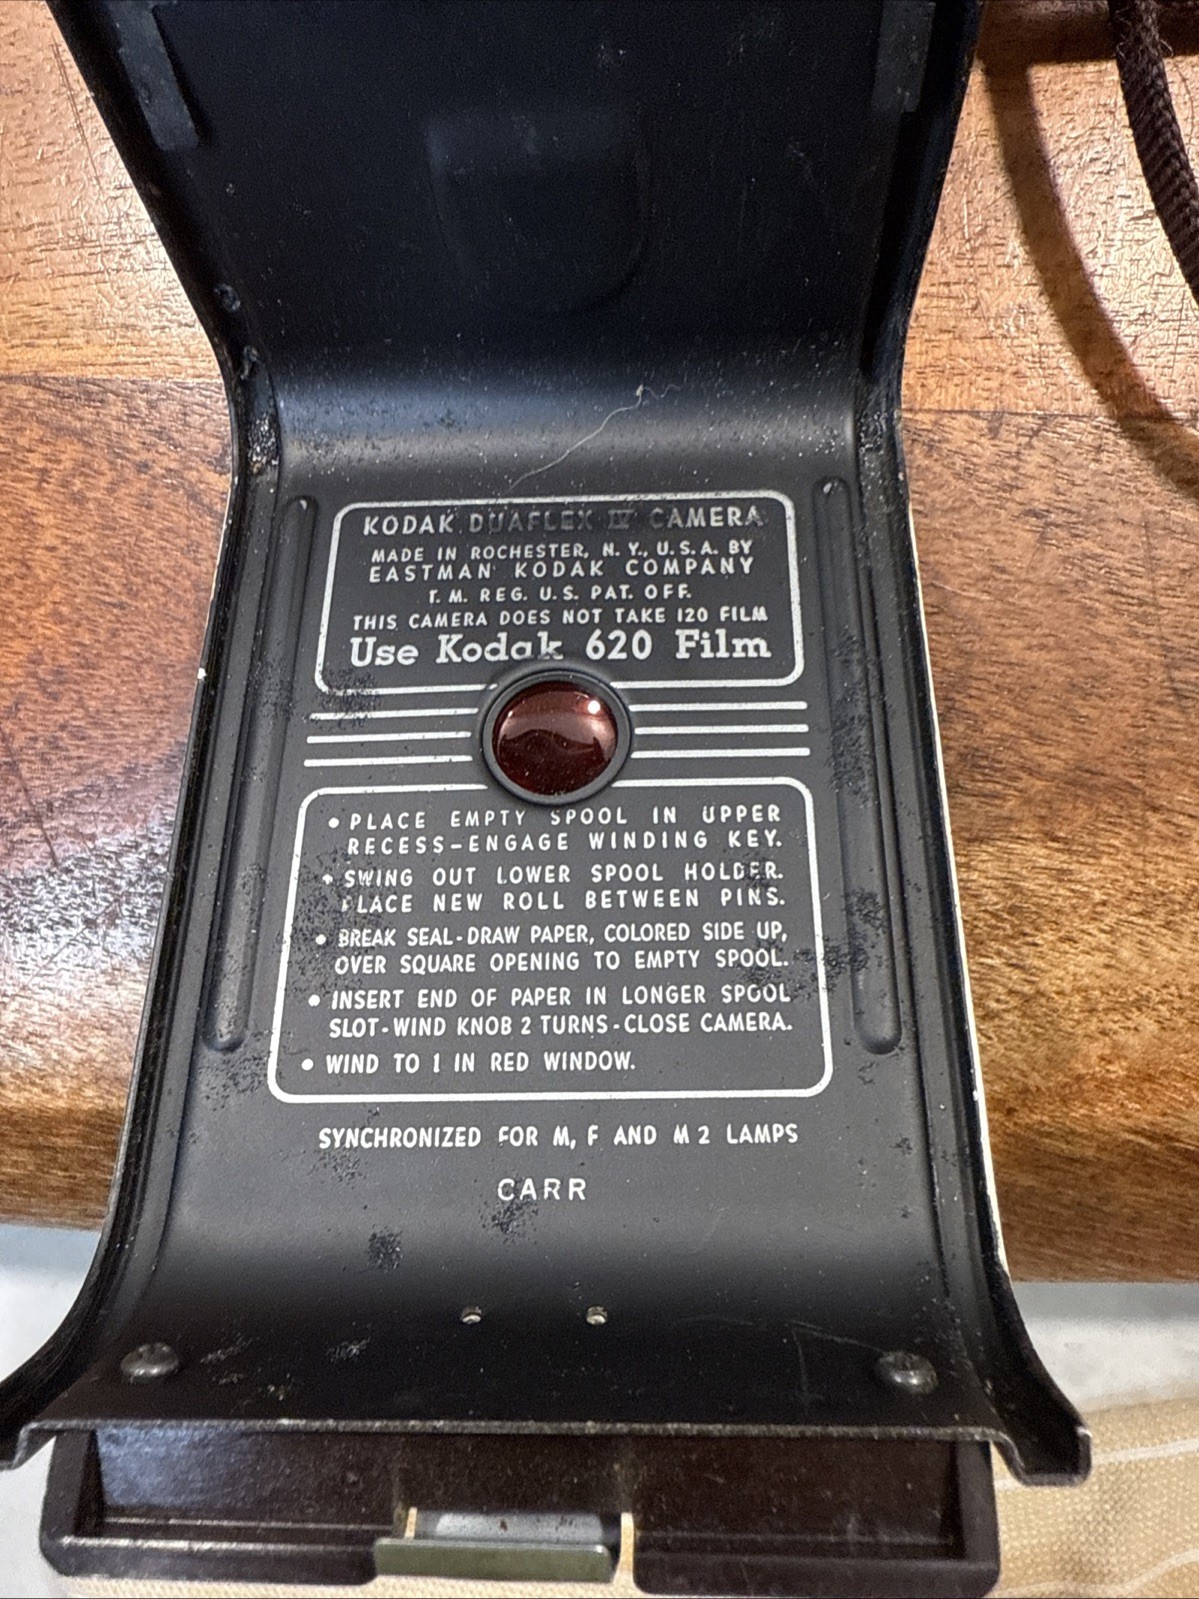 KODAK DUAFLEX IV CAMERA
MADE IN ROCHESTER, N. Y., U. S. A. BY
EASTMAN KODAK COMPANY
T. M. REG. U. S. PAT. OFF.
THIS CAMERA DOES NOT TAKE 120 FILM
Use Kodak 620 Film
• PLACE EMPTY SPOOL IN UPPER
RECESS-ENGAGE WINDING KEY.
• SWING OUT LOWER SPOOL HOLDER.
PLACE NEW ROLL BETWEEN PINS.
• BREAK SEAL-DRAW PAPER, COLORED SIDE UP,
OVER SQUARE OPENING TO EMPTY SPOOL.
• INSERT END OF PAPER IN LONGER SPOOL
SLOT-WIND KNOB 2 TURNS-CLOSE CAMERA.
• WIND TO 1 IN RED WINDOW.
SYNCHRONIZED FOR M, F AND M 2 LAMPS
CARR